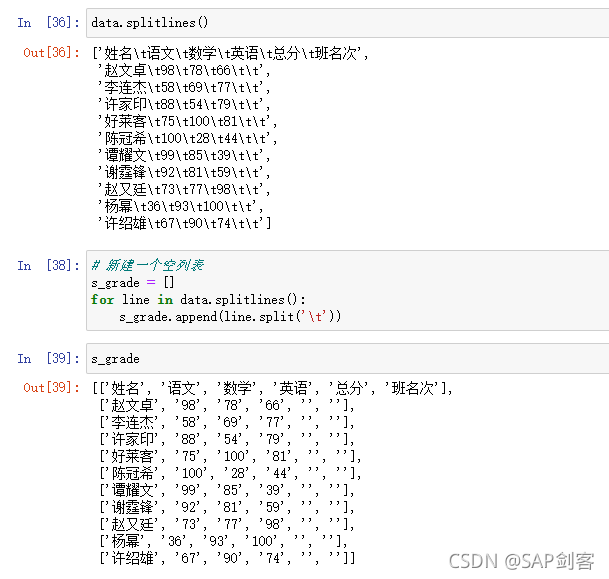 In [36]: data.splitlines()
Out[36]: ['姓名\t语文\t数学\t英语\t总分\t班名次',
'赵文卓\t98\t78\t66\t\t',
'李连杰\t58\t69\t77\t\t',
'许家印\t88\t54\t79\t\t',
'好莱客\t75\t100\t81\t\t',
'陈冠希\t100\t28\t44\t\t',
'谭耀文\t99\t85\t39\t\t',
'谢霆锋\t92\t81\t59\t\t',
'赵又廷\t73\t77\t98\t\t',
'杨幂\t36\t93\t100\t\t',
'许绍雄\t67\t90\t74\t\t']
In [38]: # 新建一个空列表
s_grade = []
for line in data.splitlines():
    s_grade.append(line.split('\t'))
In [39]: s_grade
Out[39]: [['姓名', '语文', '数学', '英语', '总分', '班名次'],
['赵文卓', '98', '78', '66', '', ''],
['李连杰', '58', '69', '77', '', ''],
['许家印', '88', '54', '79', '', ''],
['好莱客', '75', '100', '81', '', ''],
['陈冠希', '100', '28', '44', '', ''],
['谭耀文', '99', '85', '39', '', ''],
['谢霆锋', '92', '81', '59', '', ''],
['赵又廷', '73', '77', '98', '', ''],
['杨幂', '36', '93', '100', '', ''],
['许绍雄', '67', '90', '74', '', '']]
CSDN @SAP剑客